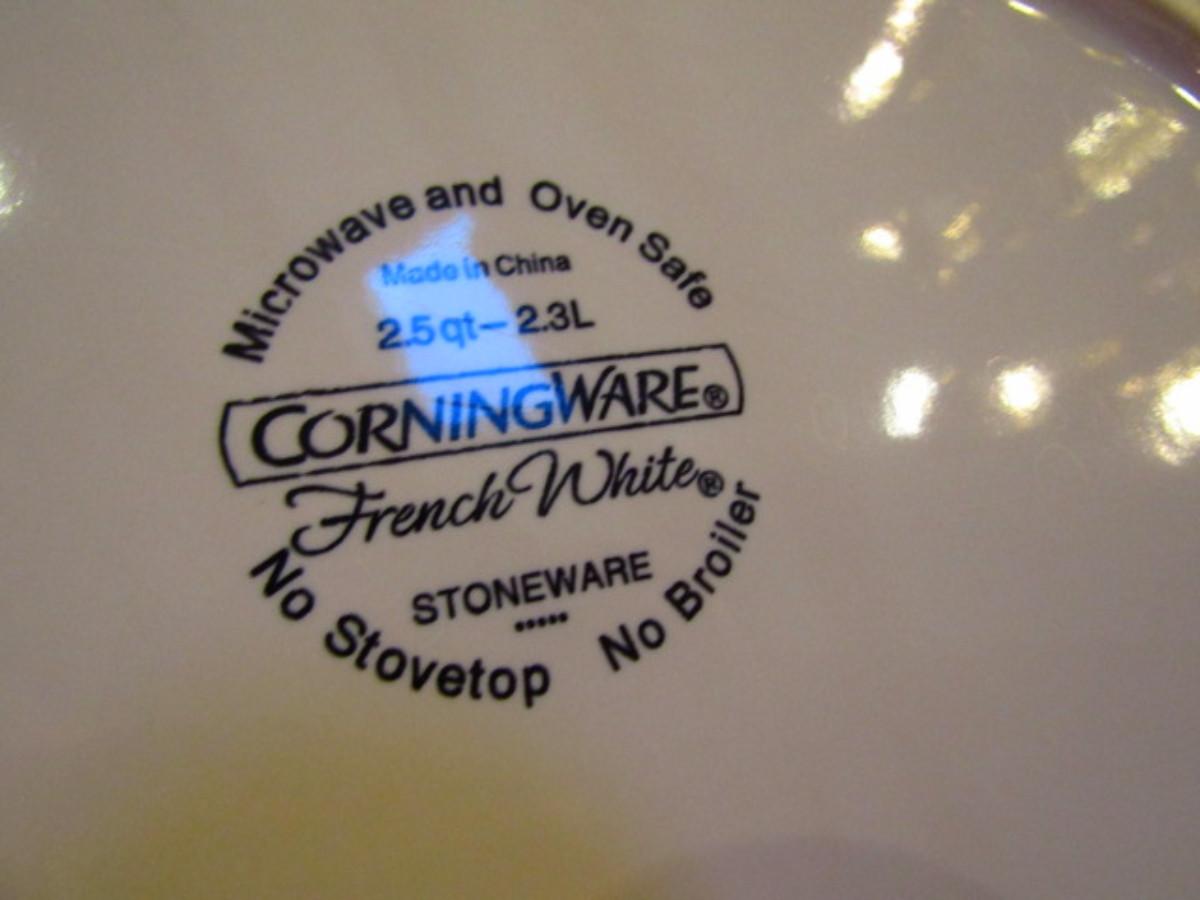 Microwave and Oven Safe
Made in China
2.5 qt – 2.3L
CORNINGWARE®
French White®
STONEWARE
•••••
No Stovetop No Broiler